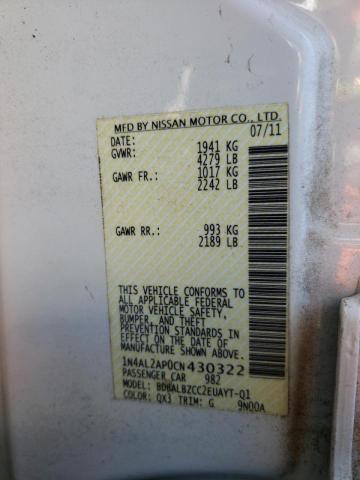 MFD BY NISSAN MOTOR CO., LTD.
DATE: 07/11
GVWR: 1941 KG
4279 LB
GAWR FR.: 1017 KG
2242 LB
GAWR RR.: 993 KG
2189 LB
THIS VEHICLE CONFORMS TO
ALL APPLICABLE FEDERAL
MOTOR VEHICLE SAFETY,
BUMPER, AND THEFT
PREVENTION STANDARDS IN
EFFECT ON THE DATE OF
MANUFACTURE SHOWN ABOVE.
1N4AL2AP0CN430322
PASSENGER CAR 982
MODEL: BDBALBZCC2EUAYT-Q1
COLOR: QX3 TRIM: G 9N00A